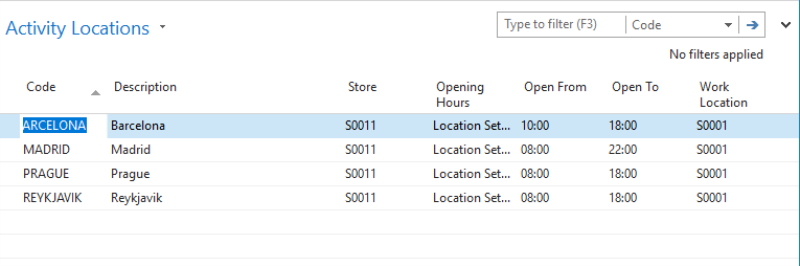 Activity Locations
Type to filter (F3) Code
No filters applied
Code Description Store Opening Hours Open From Open To Work Location
ARCELONA Barcelona S0011 Location Set... 10:00 18:00 S0001
MADRID Madrid S0011 Location Set... 08:00 22:00 S0001
PRAGUE Prague S0011 Location Set... 08:00 18:00 S0001
REYKJAVIK Reykjavik S0011 Location Set... 08:00 18:00 S0001